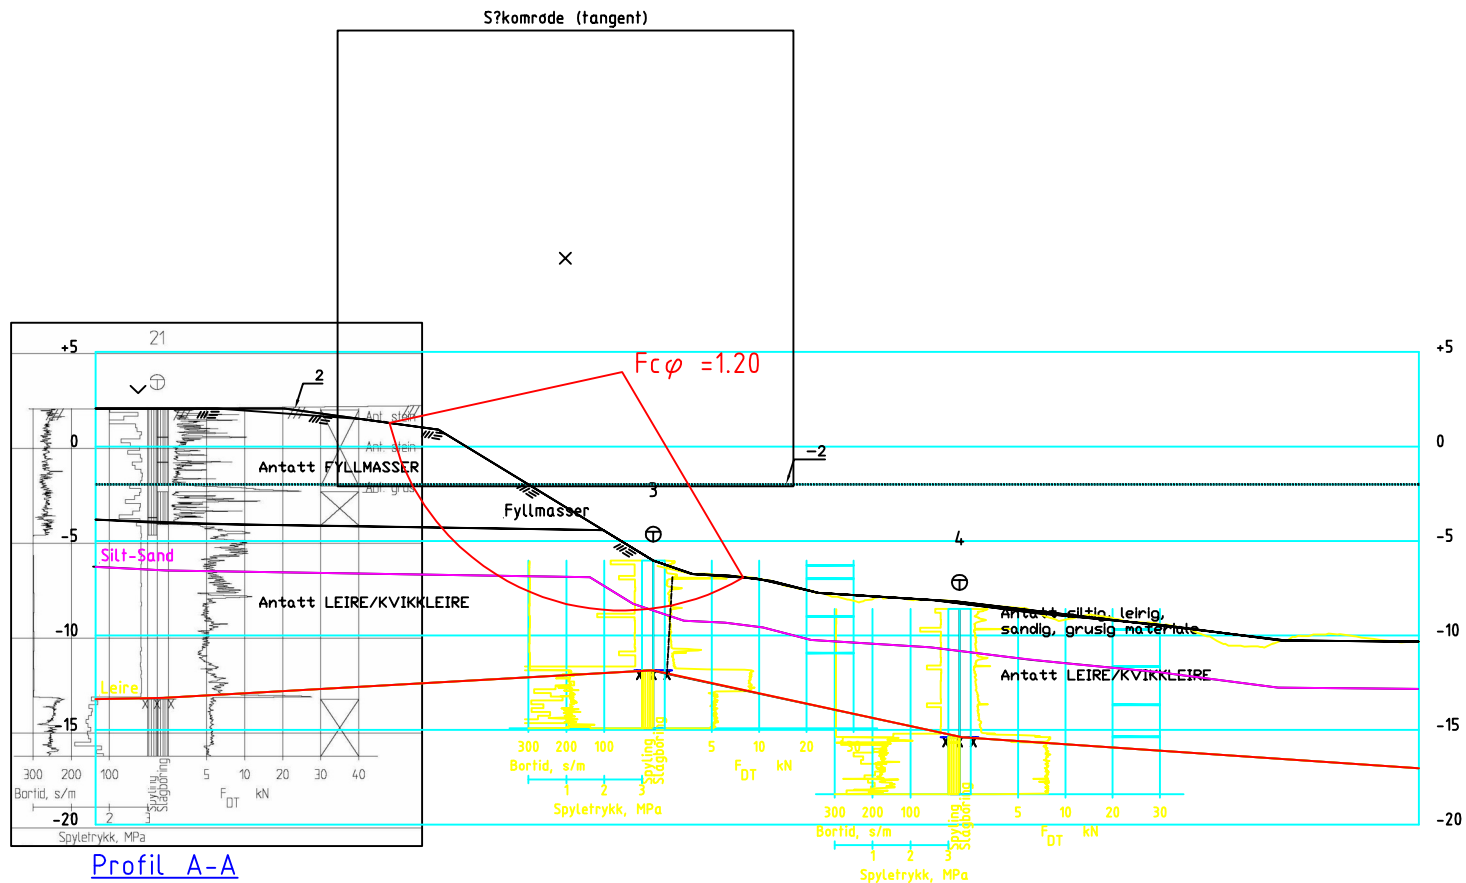 S?komrøde (tangent)
21
+5
+5
Fcφ =1.20
2
Ant. stein
0
Ant. stein
0
Antatt FYLLMASSER
-2
Ant. grus
3
Fyllmasser
-5
4
-5
Silt-Sand
Antatt LEIRE/KVIKKLEIRE
Antatt siltig, leirig,
sandig, grusig materiale
-10
-10
Antatt LEIRE/KVIKKLEIRE
Leire
-15
-15
300 200 100 5 10 20 30 40
300 200 100 5 10 20 30
Bortid, s/m Spyling Slagboring F DT kN
Bortid, s/m Spyling Slagboring F DT kN
2 3
1 2 3
Spyletrykk, MPa
Spyletrykk, MPa
-20
-20
300 200 100 5 10 20 30
Bortid, s/m Spyling Slagboring F DT kN
1 2 3
Spyletrykk, MPa
Profil A-A